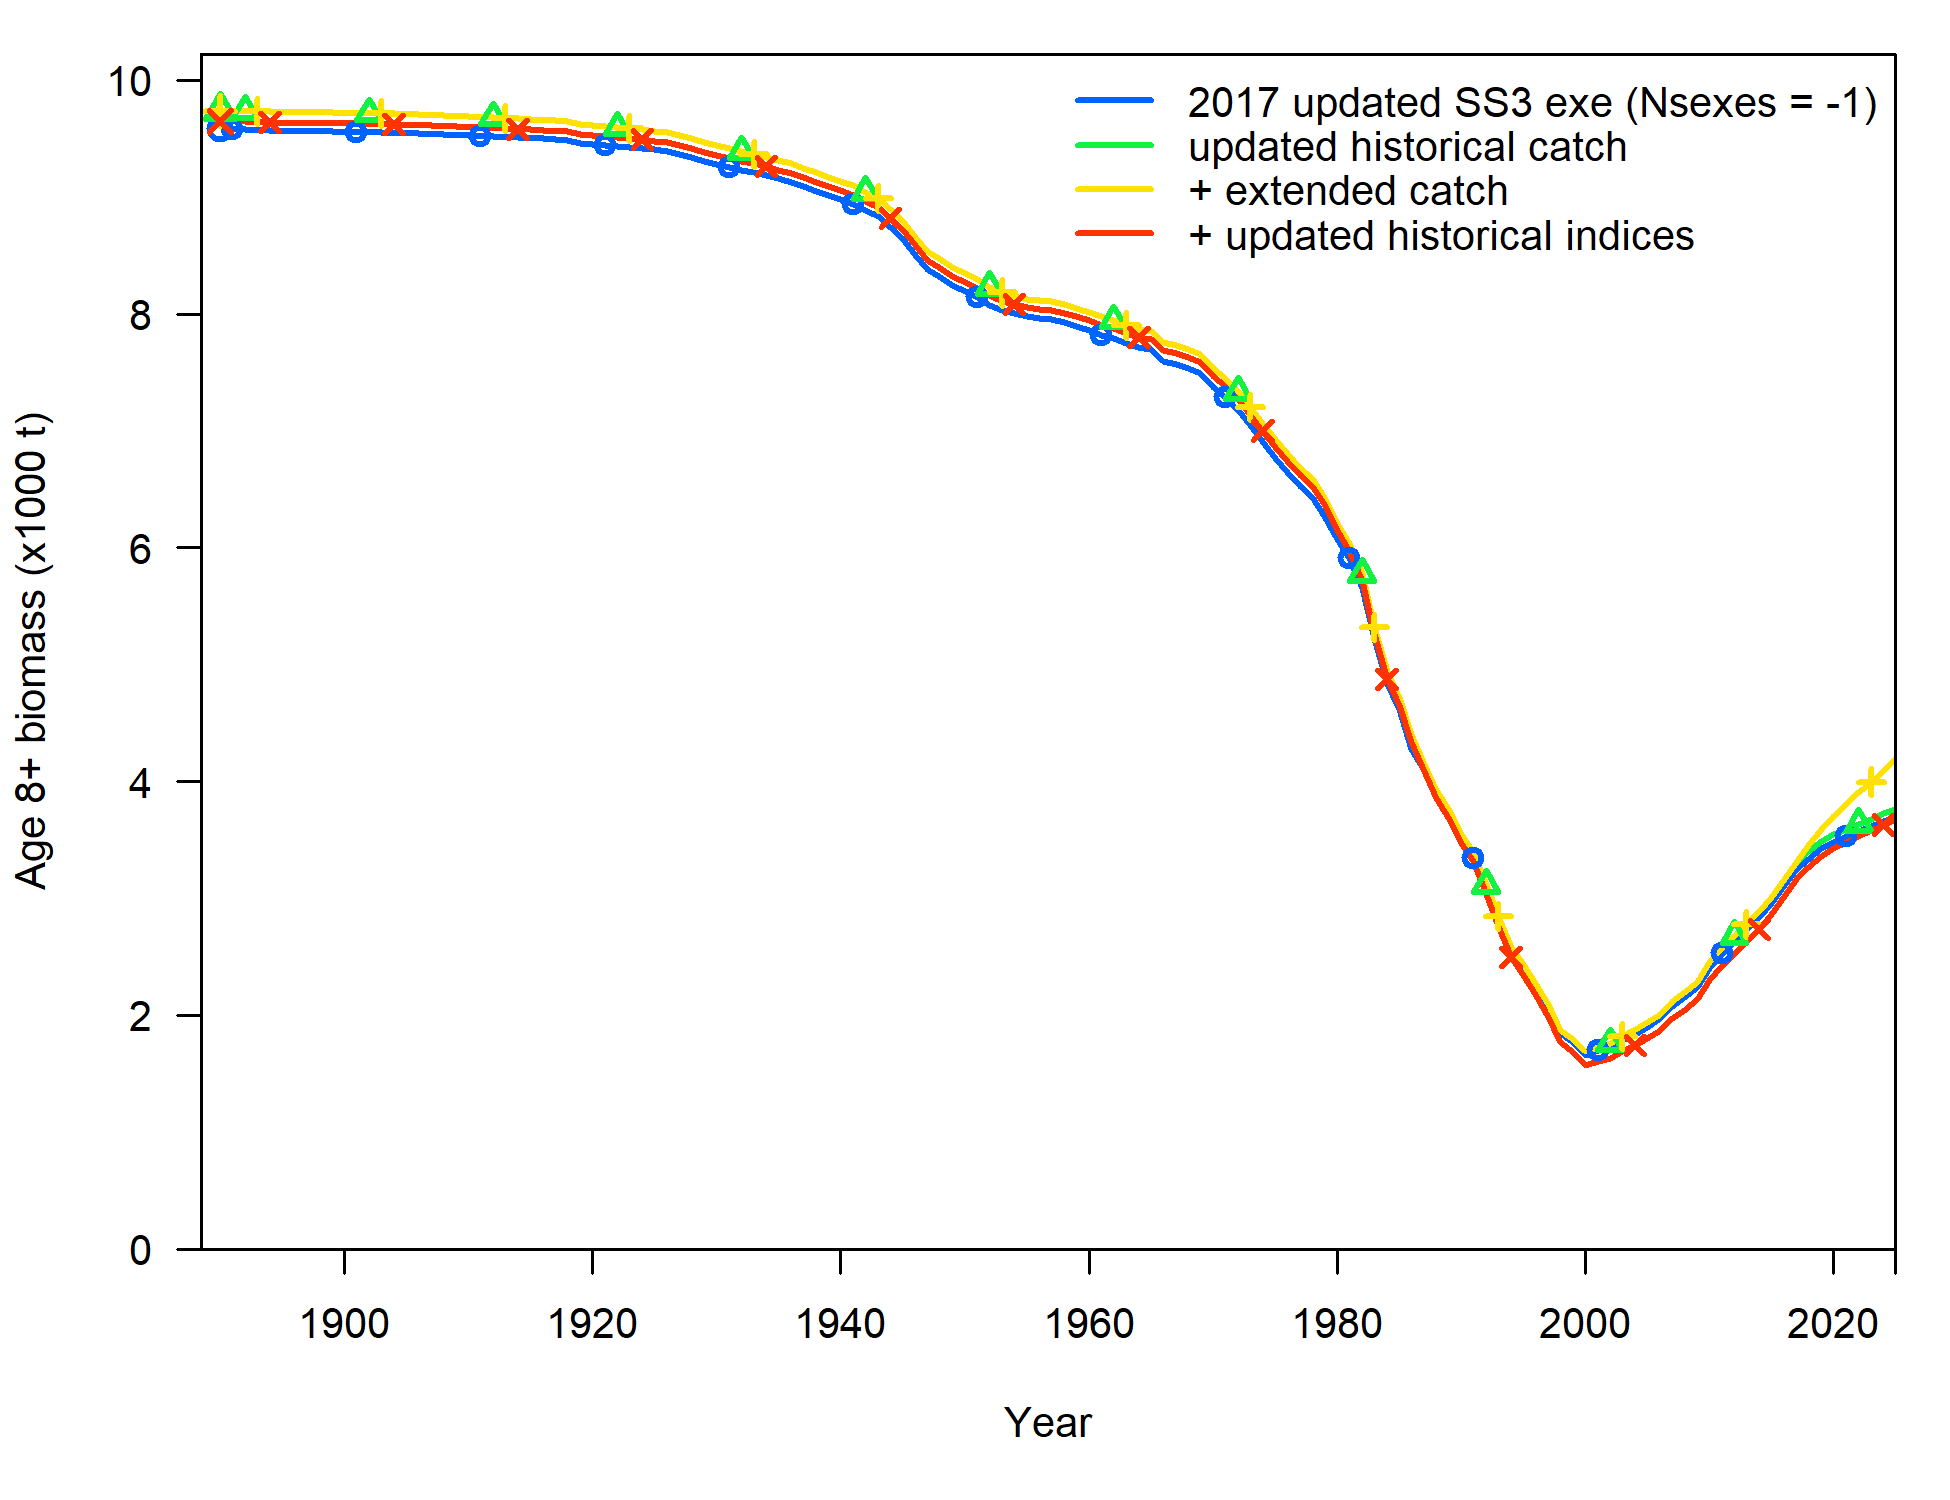 2017 updated SS3 exe (Nsexes = -1)
updated historical catch
+ extended catch
+ updated historical indices
Age 8+ biomass (x1000 t)
10
8
6
4
2
0
1900 1920 1940 1960 1980 2000 2020
Year